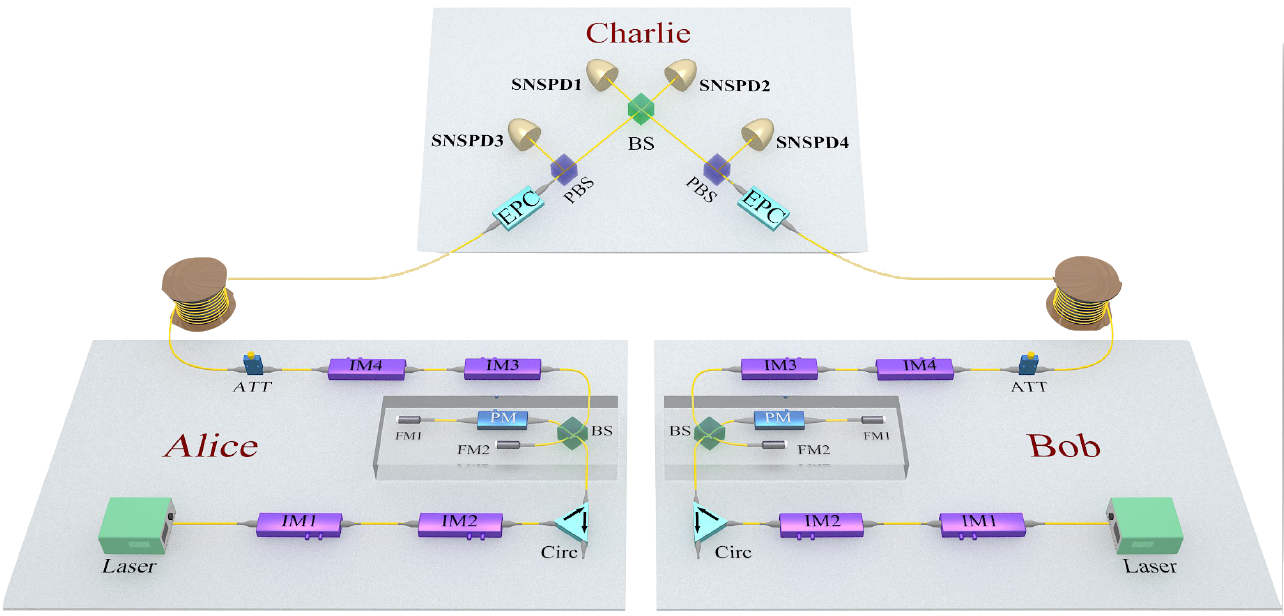 Charlie
SNSPD1
SNSPD2
BS
SNSPD3
SNSPD4
PBS
PBS
EPC
EPC
ATT
IM4
IM3
IM3
IM4
ATT
FM1
PM
BS
FM2
BS
PM
FM1
FM2
Alice
Bob
Laser
IM1
IM2
Circ
Circ
IM2
IM1
Laser